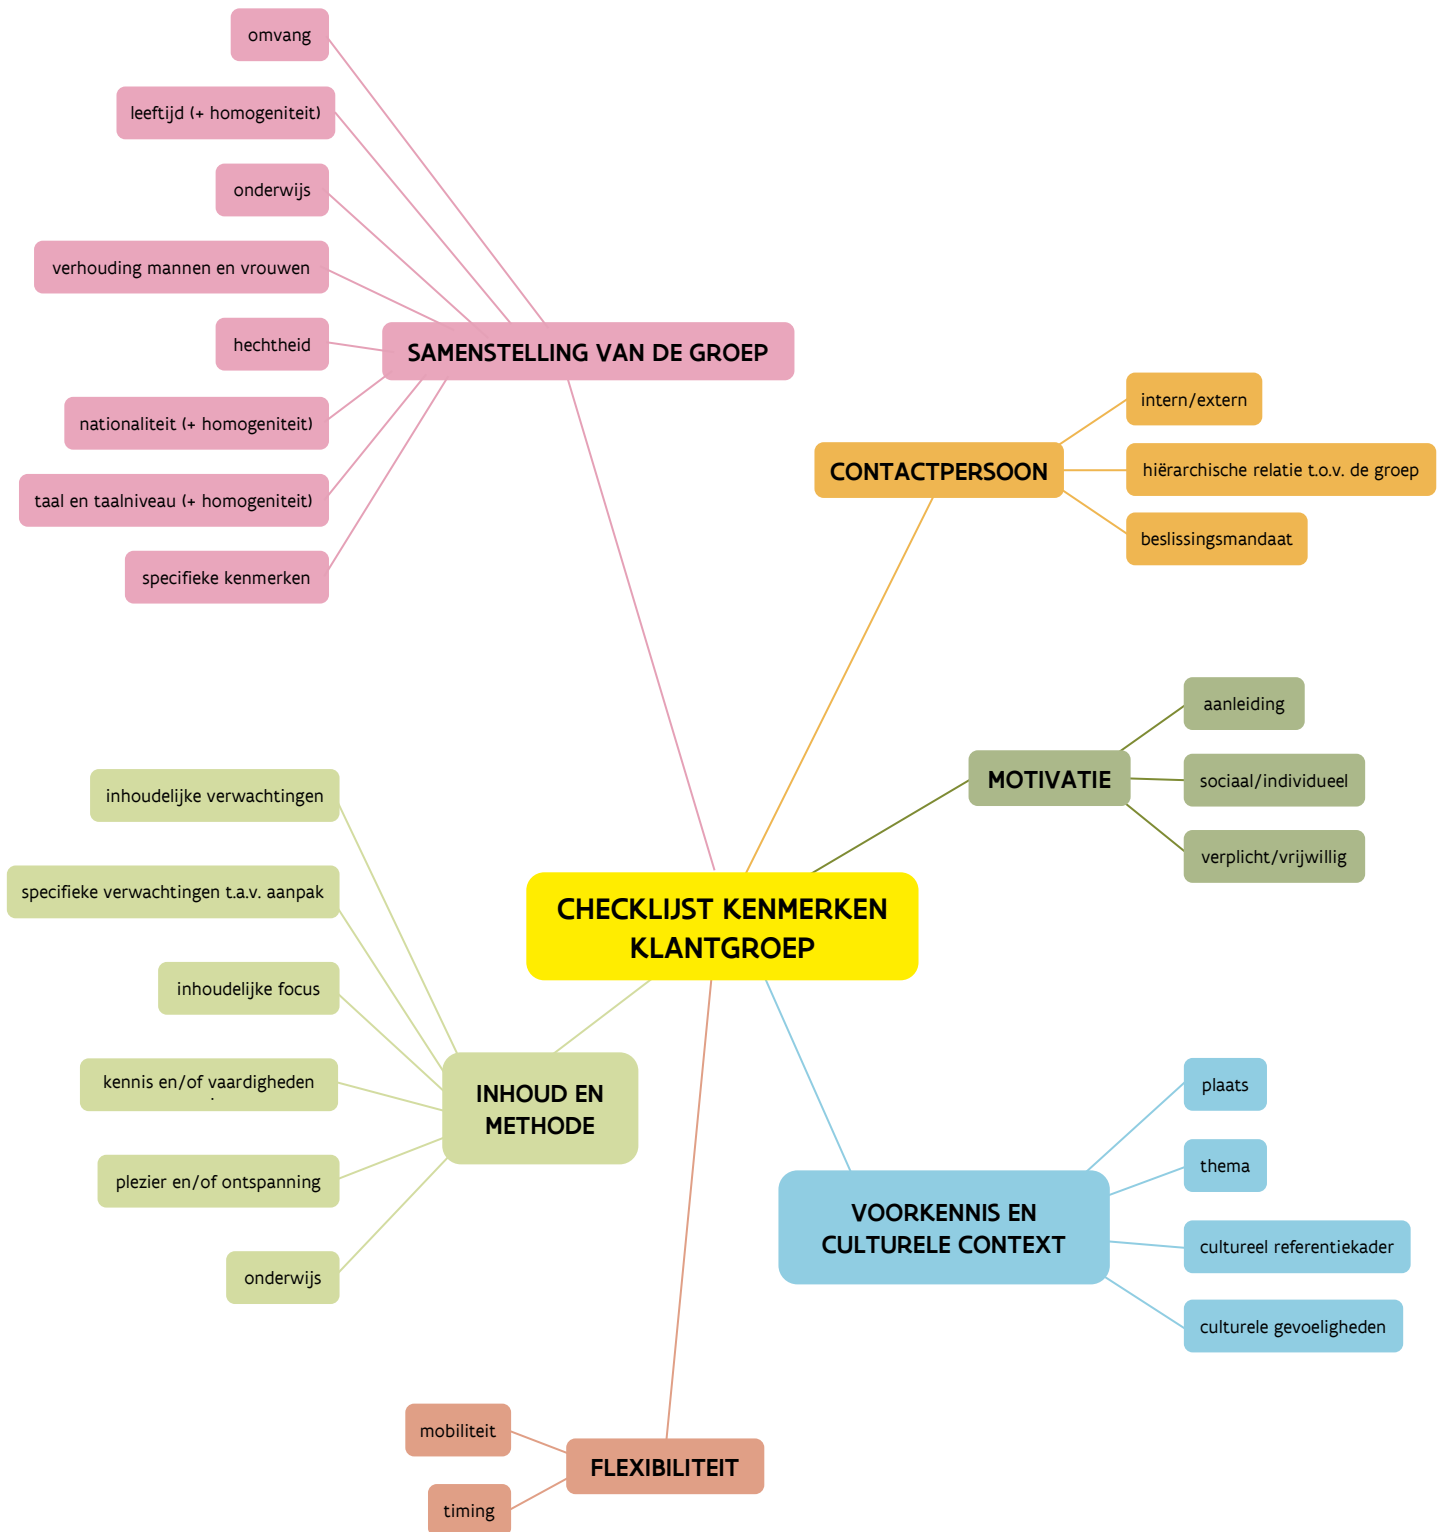 omvang
leeftijd (+ homogeniteit)
onderwijs
verhouding mannen en vrouwen
hechtheid
nationaliteit (+ homogeniteit)
taal en taalniveau (+ homogeniteit)
specifieke kenmerken
SAMENSTELLING VAN DE GROEP
CONTACTPERSOON
intern/extern
hiërarchische relatie t.o.v. de groep
beslissingsmandaat
MOTIVATIE
aanleiding
sociaal/individueel
verplicht/vrijwillig
CHECKLIJST KENMERKEN
KLANTGROEP
inhoudelijke verwachtingen
specifieke verwachtingen t.a.v. aanpak
inhoudelijke focus
kennis en/of vaardigheden
.
plezier en/of ontspanning
onderwijs
INHOUD EN
METHODE
VOORKENNIS EN
CULTURELE CONTEXT
plaats
thema
cultureel referentiekader
culturele gevoeligheden
mobiliteit
timing
FLEXIBILITEIT